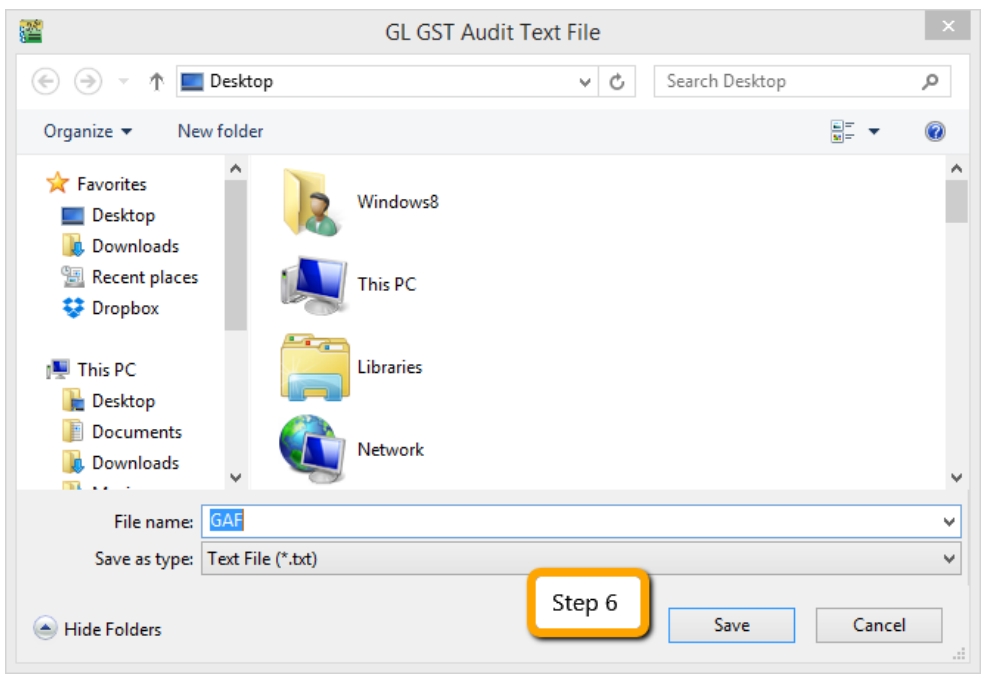 GL GST Audit Text File
Desktop
Search Desktop
Organize
New folder
Favorites
Desktop
Downloads
Recent places
Dropbox
This PC
Desktop
Documents
Downloads
Windows8
This PC
Libraries
Network
File name: GAF
Save as type: Text File (*.txt)
Step 6
Hide Folders
Save
Cancel